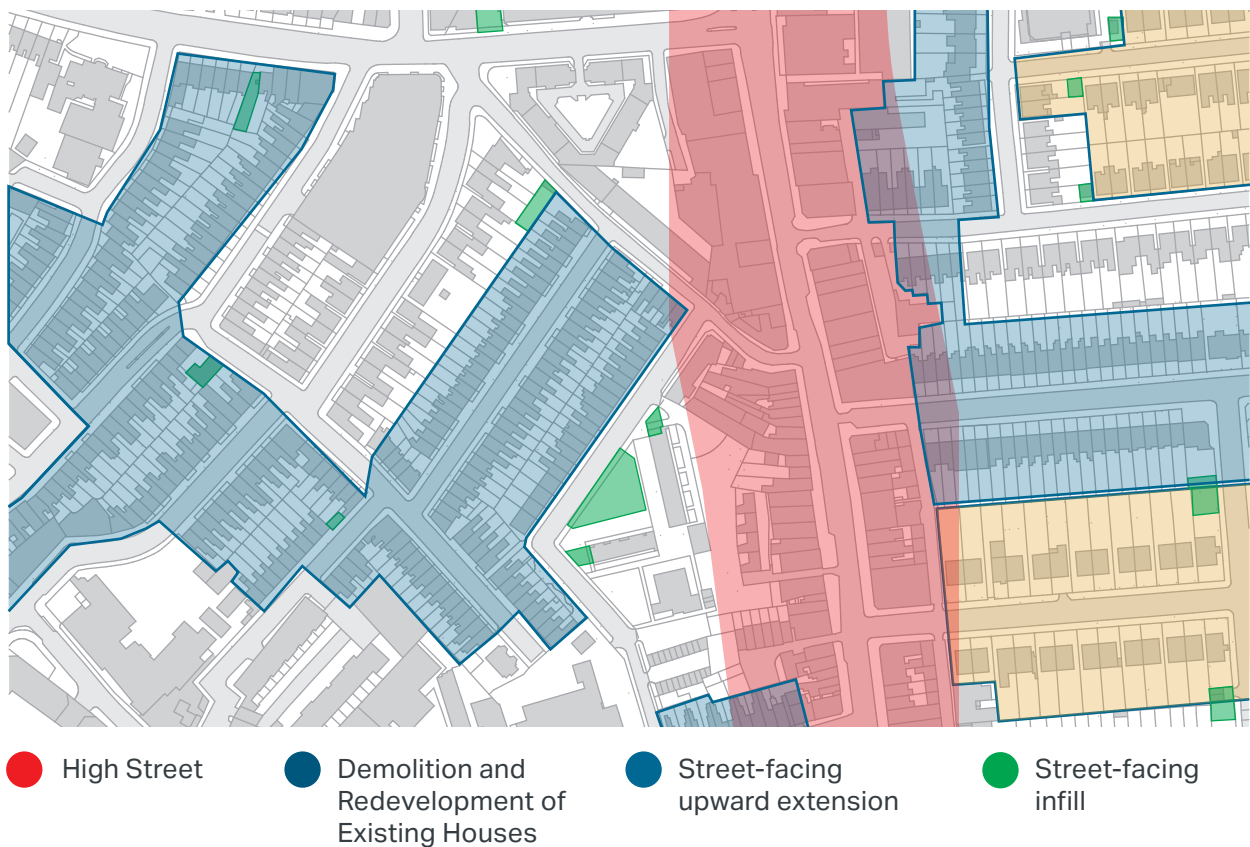 High Street
Demolition and
Redevelopment of
Existing Houses
Street-facing
upward extension
Street-facing
infill